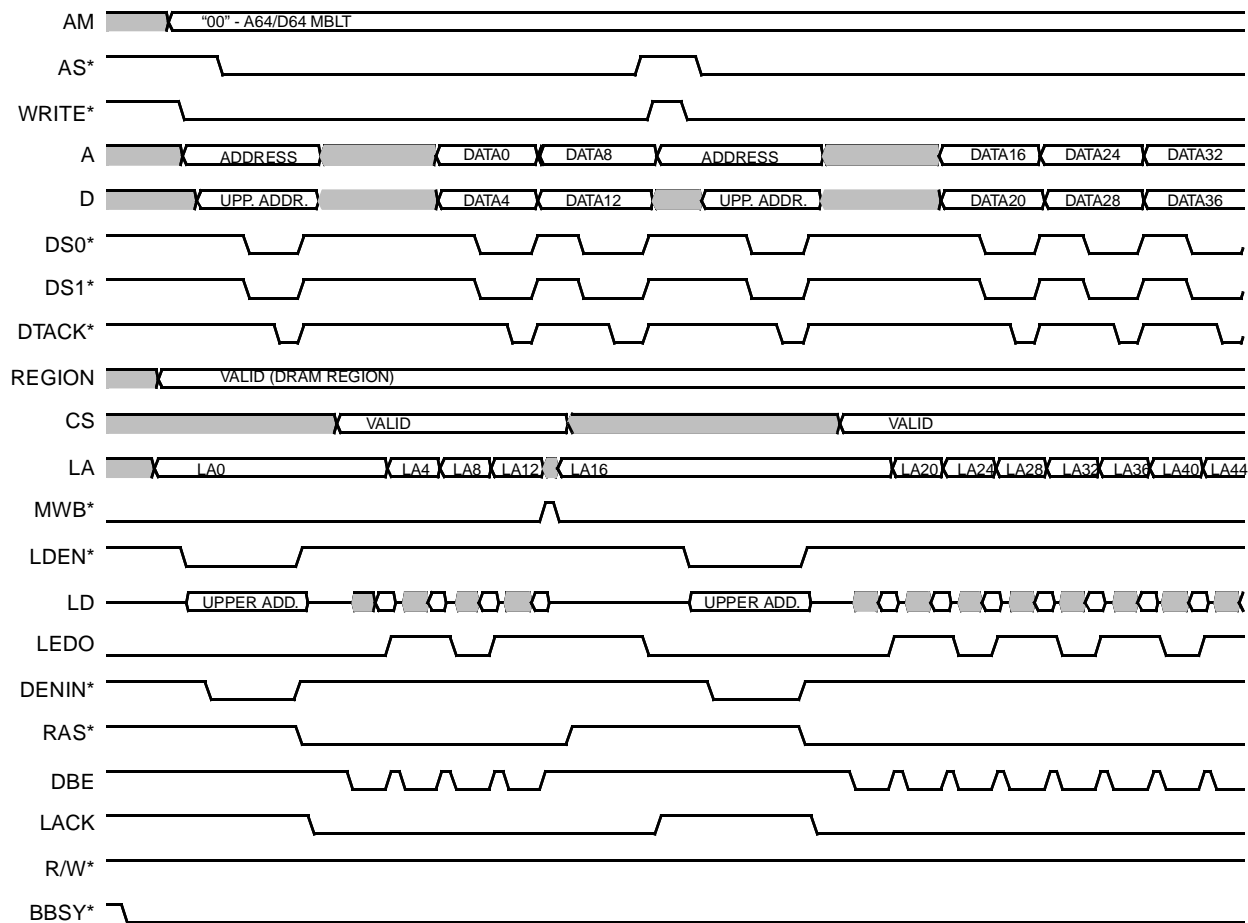 AM “00” - A64/D64 MBLT
AS*
WRITE*
A ADDRESS DATA0 DATA8 ADDRESS DATA16 DATA24 DATA32
D UPP. ADDR. DATA4 DATA12 UPP. ADDR. DATA20 DATA28 DATA36
DS0*
DS1*
DTACK*
REGION VALID (DRAM REGION)
CS VALID VALID
LA LA0 LA4 LA8 LA12 LA16 LA20 LA24 LA28 LA32 LA36 LA40 LA44
MWB*
LDEN*
LD UPPER ADD. UPPER ADD.
LEDO
DENIN*
RAS*
DBE
LACK
R/W*
BBSY*